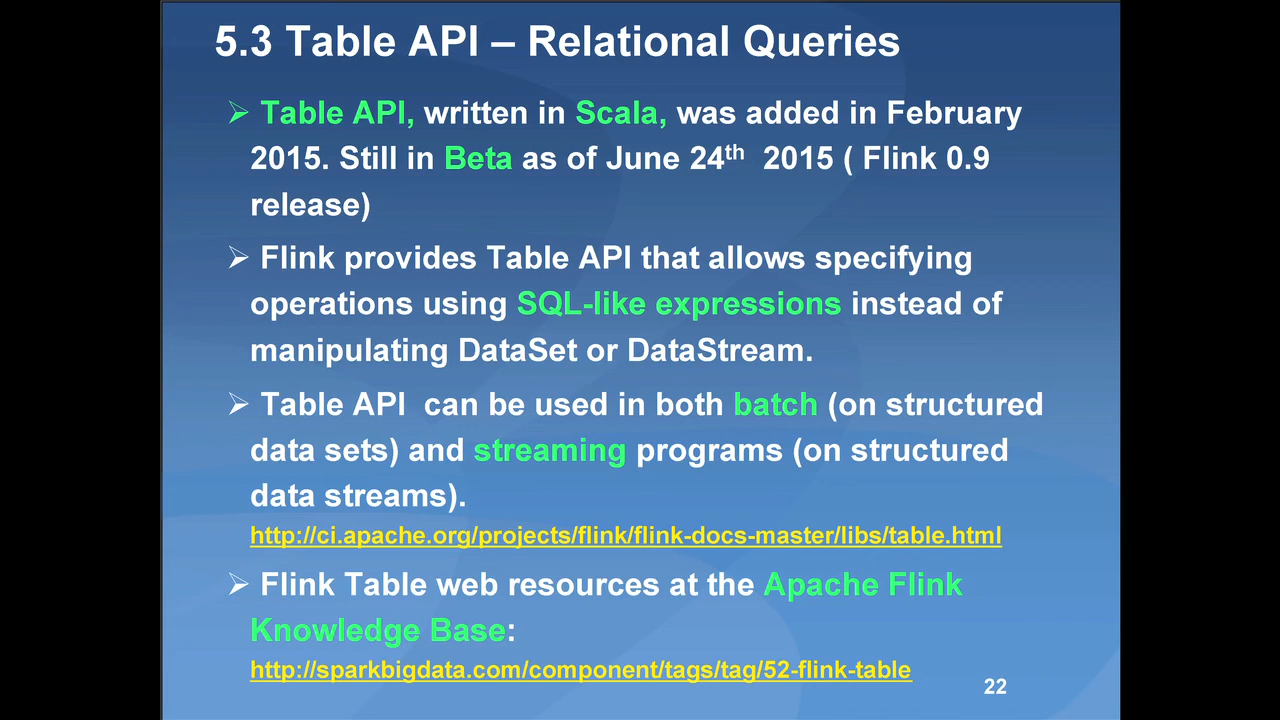 5.3 Table API – Relational Queries
➢ Table API, written in Scala, was added in February
2015. Still in Beta as of June 24th 2015 ( Flink 0.9
release)
➢ Flink provides Table API that allows specifying
operations using SQL-like expressions instead of
manipulating DataSet or DataStream.
➢ Table API can be used in both batch (on structured
data sets) and streaming programs (on structured
data streams).
http://ci.apache.org/projects/flink/flink-docs-master/libs/table.html
➢ Flink Table web resources at the Apache Flink
Knowledge Base:
http://sparkbigdata.com/component/tags/tag/52-flink-table
22